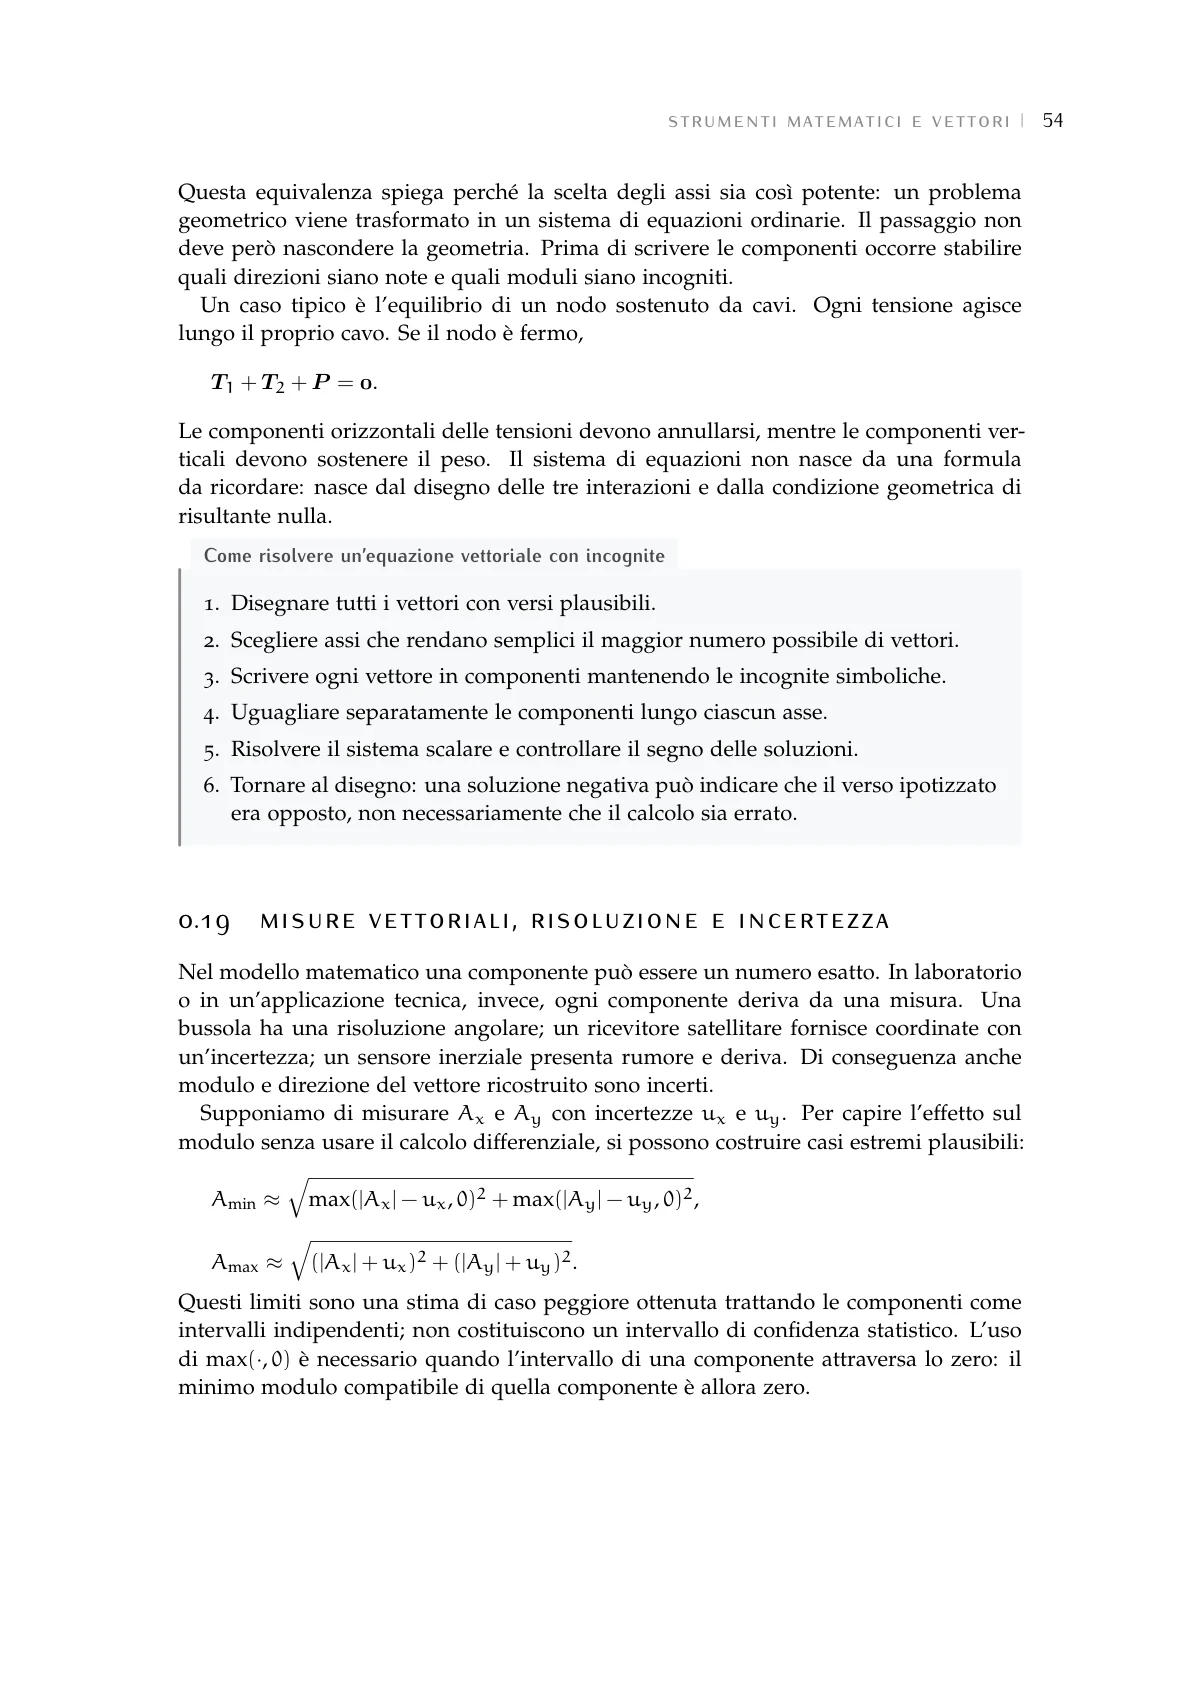 STRUMENTI MATEMATICI E VETTORI | 54
Questa equivalenza spiega perché la scelta degli assi sia così potente: un problema
geometrico viene trasformato in un sistema di equazioni ordinarie. Il passaggio non
deve però nascondere la geometria. Prima di scrivere le componenti occorre stabilire
quali direzioni siano note e quali moduli siano incogniti.
Un caso tipico è l'equilibrio di un nodo sostenuto da cavi. Ogni tensione agisce
lungo il proprio cavo. Se il nodo è fermo,
T₁ + T₂ + P = 0.
Le componenti orizzontali delle tensioni devono annullarsi, mentre le componenti ver-
ticali devono sostenere il peso. Il sistema di equazioni non nasce da una formula
da ricordare: nasce dal disegno delle tre interazioni e dalla condizione geometrica di
risultante nulla.
Come risolvere un'equazione vettoriale con incognite
1. Disegnare tutti i vettori con versi plausibili.
2. Scegliere assi che rendano semplici il maggior numero possibile di vettori.
3. Scrivere ogni vettore in componenti mantenendo le incognite simboliche.
4. Uguagliare separatamente le componenti lungo ciascun asse.
5. Risolvere il sistema scalare e controllare il segno delle soluzioni.
6. Tornare al disegno: una soluzione negativa può indicare che il verso ipotizzato
era opposto, non necessariamente che il calcolo sia errato.
0.19 MISURE VETTORIALI, RISOLUZIONE E INCERTEZZA
Nel modello matematico una componente può essere un numero esatto. In laboratorio
o in un'applicazione tecnica, invece, ogni componente deriva da una misura. Una
bussola ha una risoluzione angolare; un ricevitore satellitare fornisce coordinate con
un'incertezza; un sensore inerziale presenta rumore e deriva. Di conseguenza anche
modulo e direzione del vettore ricostruito sono incerti.
Supponiamo di misurare A_x e A_y con incertezze u_x e u_y. Per capire l'effetto sul
modulo senza usare il calcolo differenziale, si possono costruire casi estremi plausibili:
A_min ≈ √(max(|A_x| − u_x, 0)² + max(|A_y| − u_y, 0)²),
A_max ≈ √((|A_x| + u_x)² + (|A_y| + u_y)²).
Questi limiti sono una stima di caso peggiore ottenuta trattando le componenti come
intervalli indipendenti; non costituiscono un intervallo di confidenza statistico. L'uso
di max(·, 0) è necessario quando l'intervallo di una componente attraversa lo zero: il
minimo modulo compatibile di quella componente è allora zero.